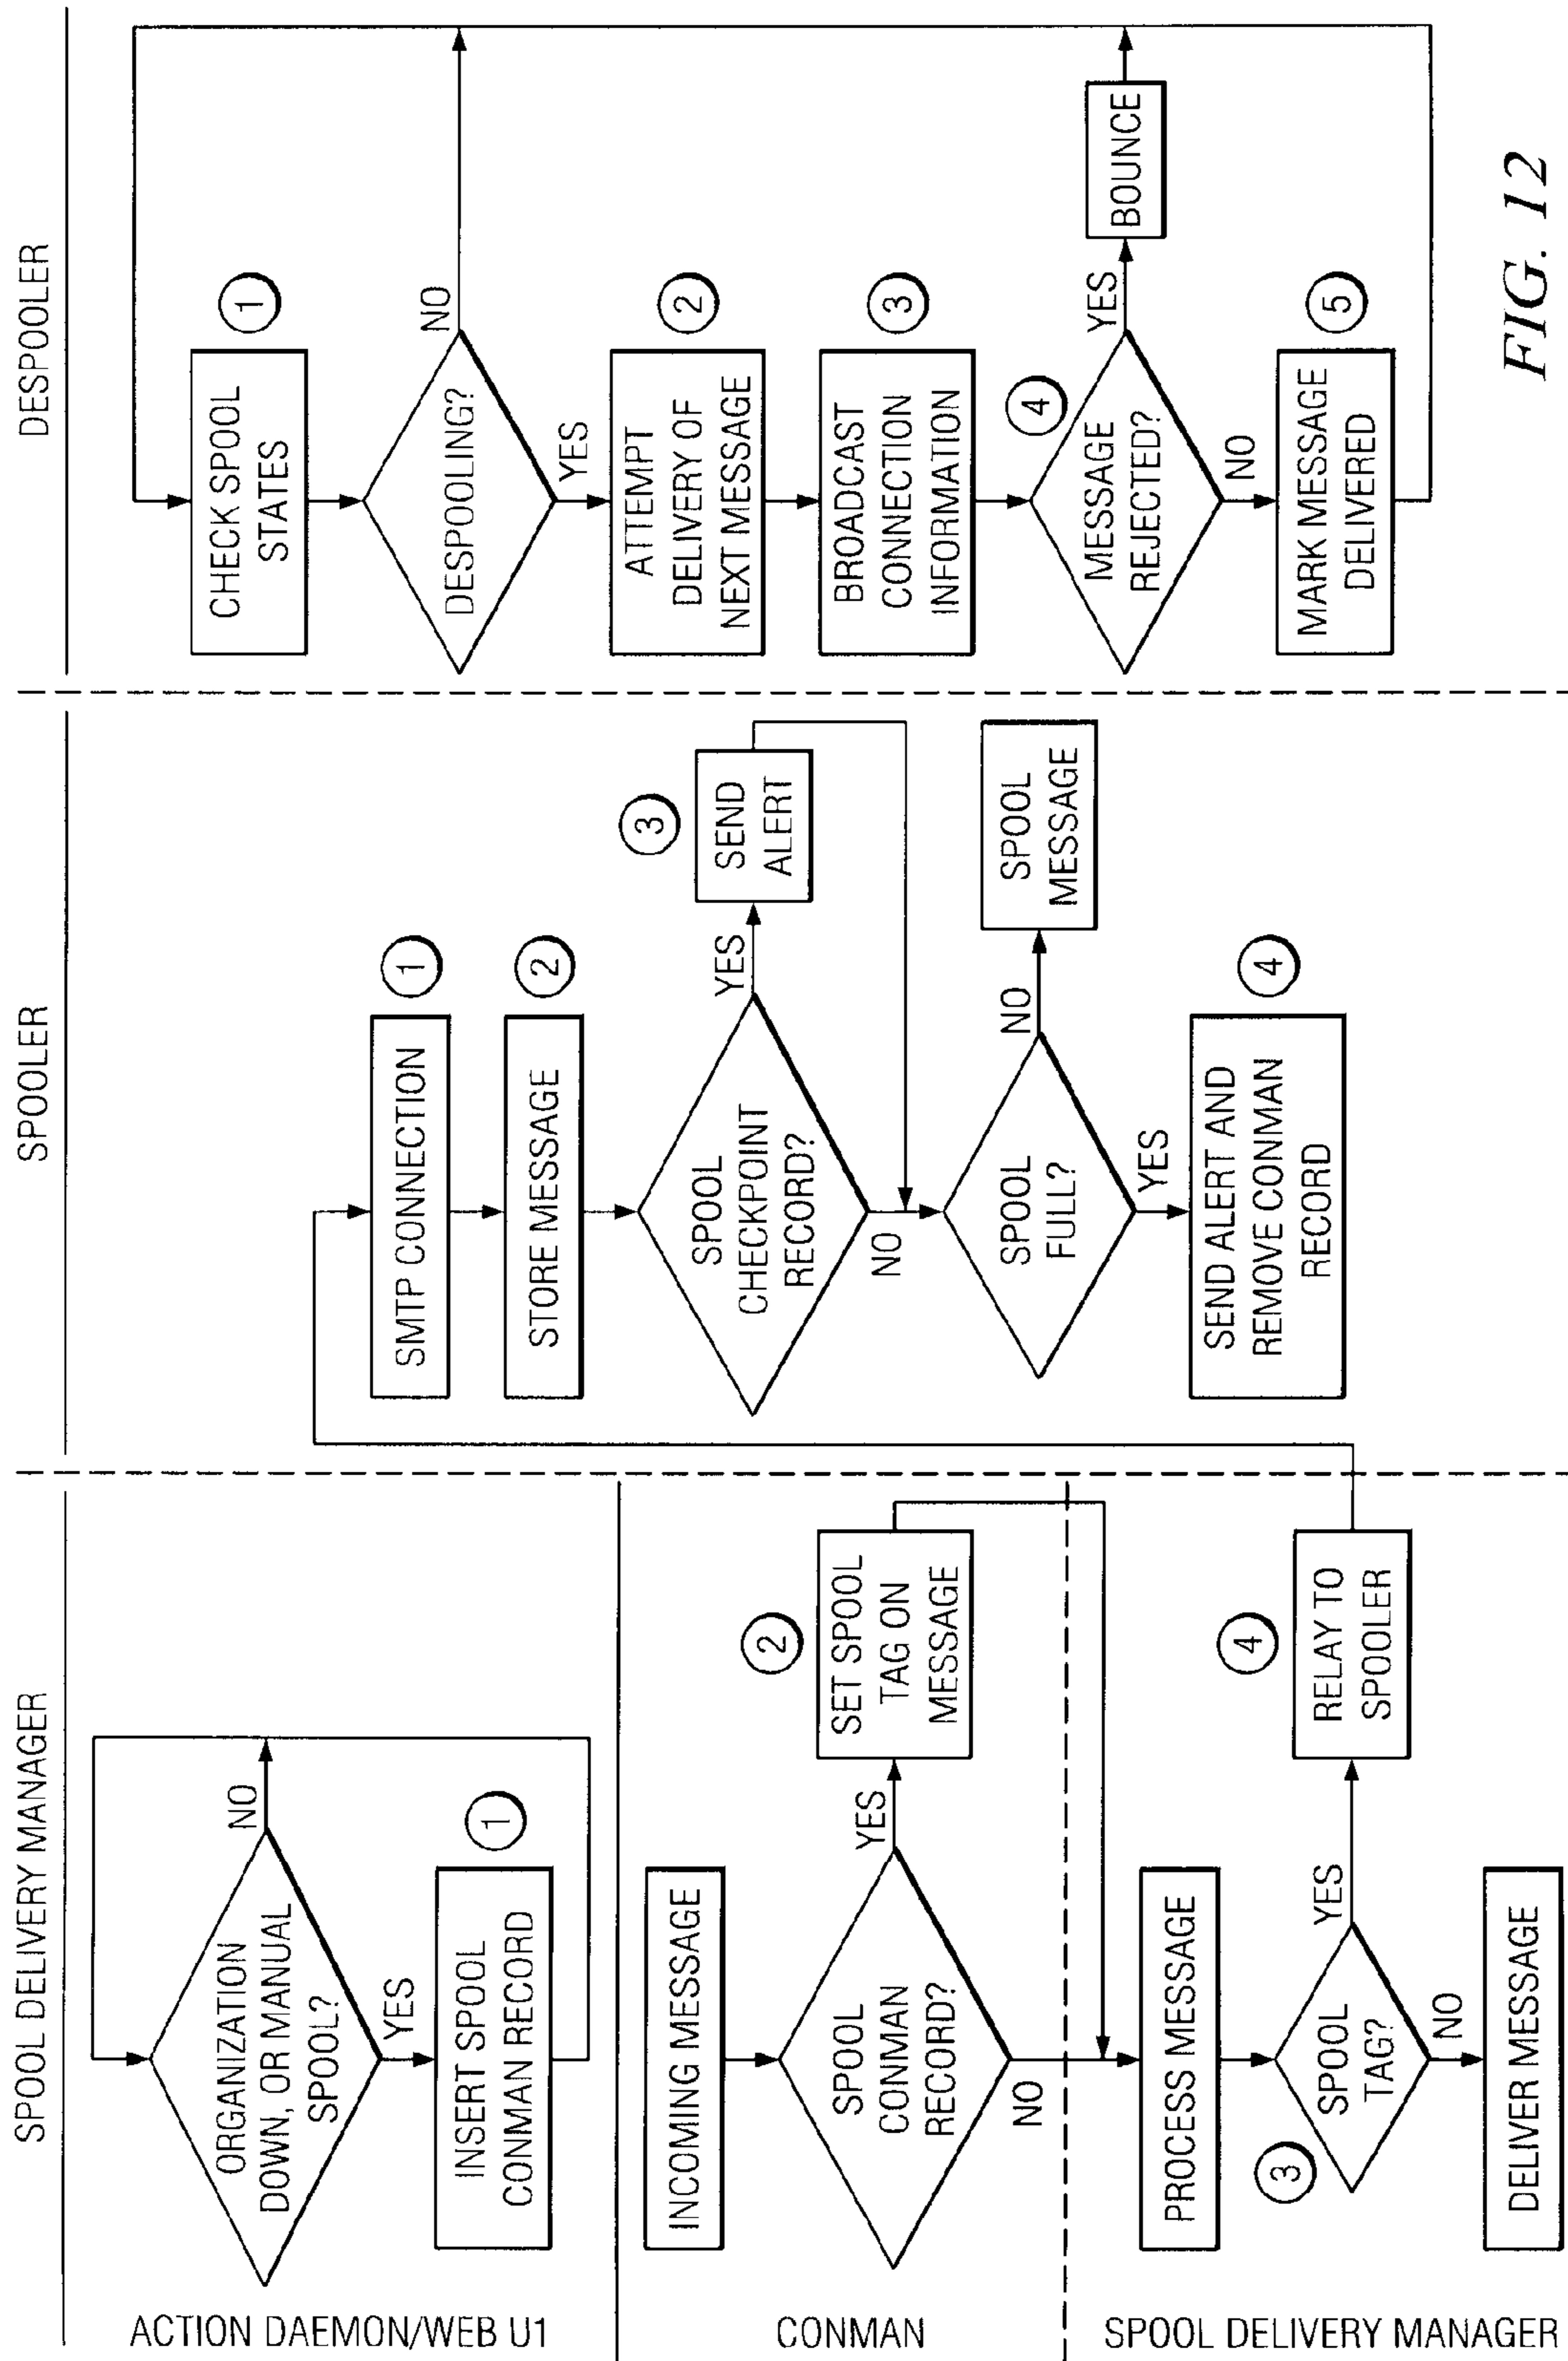 SPOOL DELIVERY MANAGER
ACTION DAEMON/WEB U1
ORGANIZATION
DOWN, OR MANUAL
SPOOL?
NO
YES
INSERT SPOOL
CONMAN RECORD
1
CONMAN
INCOMING MESSAGE
SPOOL
CONMAN
RECORD?
YES
NO
2
SET SPOOL
TAG ON
MESSAGE
SPOOL DELIVERY MANAGER
PROCESS MESSAGE
3
SPOOL
TAG?
YES
NO
4
RELAY TO
SPOOLER
DELIVER MESSAGE
SPOOLER
SMTP CONNECTION
1
STORE MESSAGE
2
SPOOL
CHECKPOINT
RECORD?
YES
NO
3
SEND
ALERT
SPOOL
FULL?
NO
YES
SPOOL
MESSAGE
SEND ALERT AND
REMOVE CONMAN
RECORD
4
DESPOOLER
CHECK SPOOL
STATES
1
DESPOOLING?
NO
YES
ATTEMPT
DELIVERY OF
NEXT MESSAGE
2
BROADCAST
CONNECTION
INFORMATION
3
MESSAGE
REJECTED?
4
YES
NO
BOUNCE
MARK MESSAGE
DELIVERED
5
FIG. 12